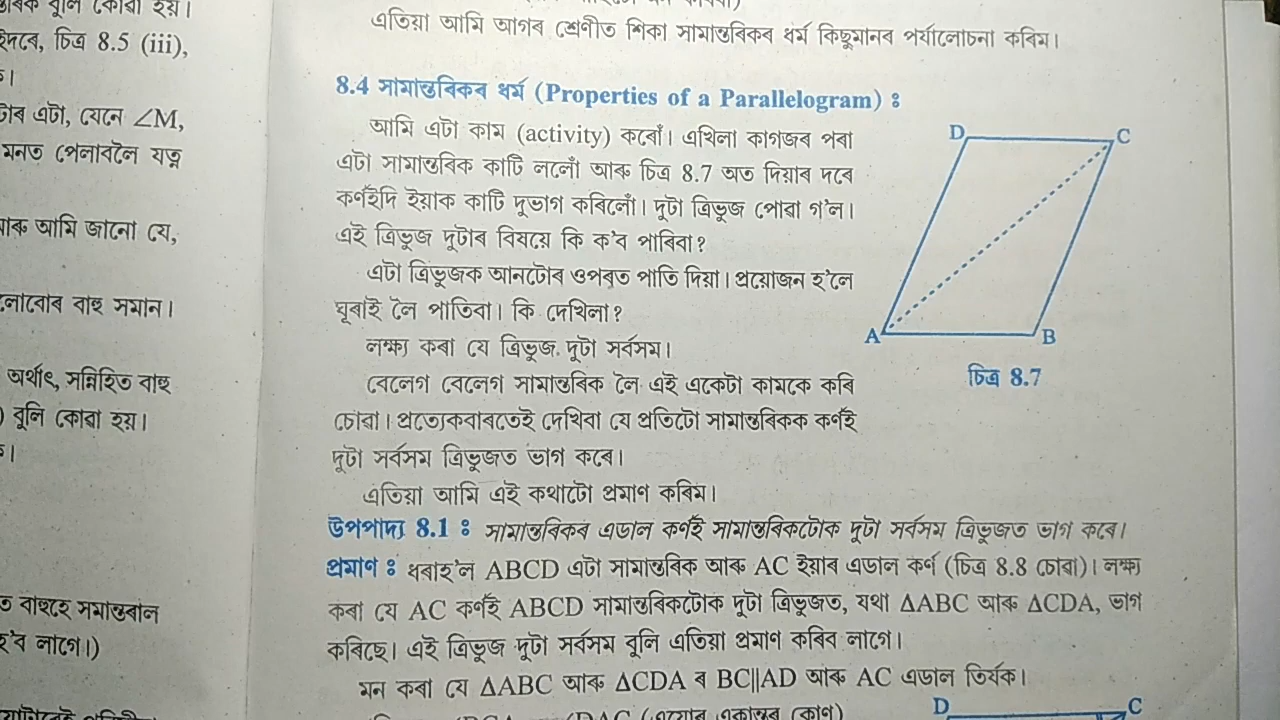 বুলি কোৱা হয়।
চিত্ৰ 8.5 (iii),
এটা, যেনে ∠M,
মনত পেলাবলৈ যত্ন
আমি জানো যে,
বাহু সমান।
অৰ্থাৎ, সন্নিহিত বাহু
) বুলি কোৱা হয়।
বাহুহে সমান্তৰাল
হ'ব লাগে।)
এতিয়া আমি আগৰ শ্ৰেণীত শিকা সামান্তৰিকৰ ধৰ্ম কিছুমানৰ পৰ্যালোচনা কৰিম।
8.4 সামান্তৰিকৰ ধৰ্ম (Properties of a Parallelogram) ঃ
আমি এটা কাম (activity) কৰোঁ। এখিলা কাগজৰ পৰা
এটা সামান্তৰিক কাটি ললোঁ আৰু চিত্ৰ 8.7 অত দিয়াৰ দৰে
কৰ্ণইদি ইয়াক কাটি দুভাগ কৰিলোঁ। দুটা ত্ৰিভুজ পোৱা গ'ল।
এই ত্ৰিভুজ দুটাৰ বিষয়ে কি ক'ব পাৰিবা?
এটা ত্ৰিভুজক আনটোৰ ওপৰত পাতি দিয়া। প্ৰয়োজন হ'লে
ঘূৰাই লৈ পাতিবা। কি দেখিলা?
লক্ষ্য কৰা যে ত্ৰিভুজ দুটা সৰ্বসম।
বেলেগ বেলেগ সামান্তৰিক লৈ এই একেটা কামকে কৰি
চোৱা। প্ৰত্যেকবাৰতেই দেখিবা যে প্ৰতিটো সামান্তৰিকক কৰ্ণই
দুটা সৰ্বসম ত্ৰিভুজত ভাগ কৰে।
এতিয়া আমি এই কথাটো প্ৰমাণ কৰিম।
D
C
A
B
চিত্ৰ 8.7
উপপাদ্য 8.1 ঃ সামান্তৰিকৰ এডাল কৰ্ণই সামান্তৰিকটোক দুটা সৰ্বসম ত্ৰিভুজত ভাগ কৰে।
প্ৰমাণ ঃ ধৰাহ'ল ABCD এটা সামান্তৰিক আৰু AC ইয়াৰ এডাল কৰ্ণ (চিত্ৰ 8.8 চোৱা)। লক্ষ্য
কৰা যে AC কৰ্ণই ABCD সামান্তৰিকটোক দুটা ত্ৰিভুজত, যথা ΔABC আৰু ΔCDA, ভাগ
কৰিছে। এই ত্ৰিভুজ দুটা সৰ্বসম বুলি এতিয়া প্ৰমাণ কৰিব লাগে।
মন কৰা যে ΔABC আৰু ΔCDA ৰ BC||AD আৰু AC এডাল তিৰ্যক।
D
C